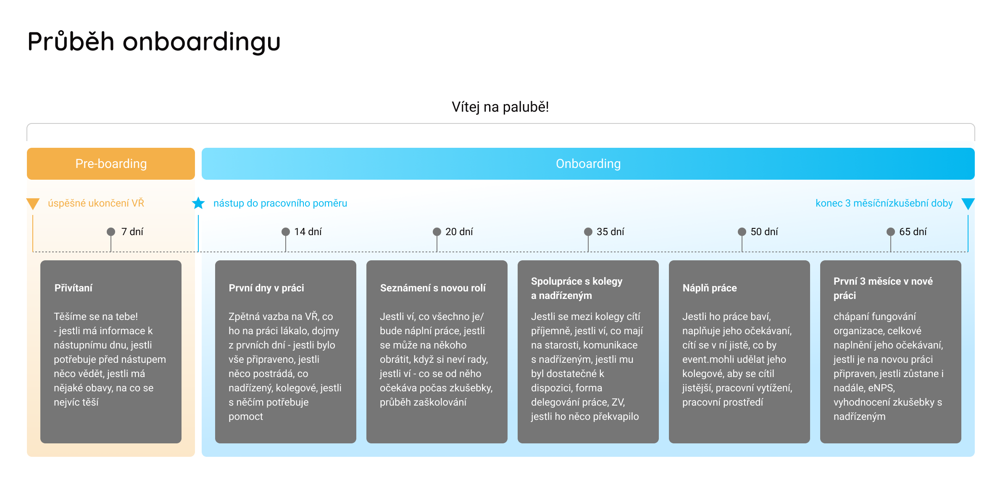 Průběh onboardingu
Vítej na palubě!
Pre-boarding
Onboarding
úspěšné ukončení VŘ
nástup do pracovního poměru
konec 3 měsíčnízkušební doby
7 dní
14 dní
20 dní
35 dní
50 dní
65 dní
Přivítaní
Těšíme se na tebe!
- jestli má informace k
nástupnímu dnu, jestli
potřebuje před nástupem
něco vědět, jestli má
nějaké obavy, na co se
nejvíc těší
První dny v práci
Zpětná vazba na VŘ, co
ho na práci lákalo, dojmy
z prvních dní - jestli bylo
vše připraveno, jestli
něco postrádá, co
nadřízený, kolegové, jestli
s něčím potřebuje
pomoct
Seznámení s novou rolí
Jestli ví, co všechno je/
bude náplní práce, jestli
se může na někoho
obrátit, když si neví rady,
jestli ví - co se od něho
očekáva počas zkušebky,
průběh zaškolování
Spolupráce s kolegy
a nadřízeným
Jestli se mezi kolegy cítí
příjemně, jestli ví, co mají
na starosti, komunikace
s nadřízeným, jestli mu
byl dostatečné k
dispozici, forma
delegování práce, ZV,
jestli ho něco překvapilo
Náplň práce
Jestli ho práce baví,
naplňuje jeho očekávaní,
cítí se v ní jistě, co by
event.mohli udělat jeho
kolegové, aby se cítil
jistější, pracovní vytížení,
pracovní prostředí
První 3 měsíce v nové
práci
chápaní fungování
organizace, celkové
naplnění jeho očekávaní,
jestli je na novou práci
připraven, jestli zůstane i
nadále, eNPS,
vyhodnocení zkušebky s
nadřízeným